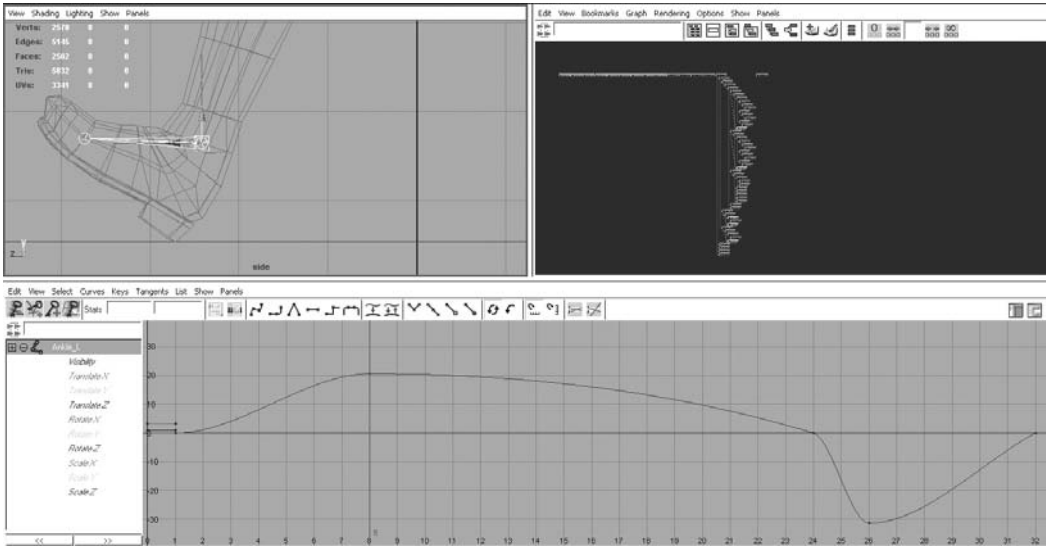 View Shading Lighting Show Panels
Verts: 2578 0 0
Edges: 5145 0 0
Faces: 2582 0 0
Tris: 5032 0 0
UVs: 3341 0 0
z
side
Edit View Bookmarks Graph Rendering Options Show Panels
Edit View Select Curves Keys Tangents List Show Panels
Stats
Ankle_L
Visibility
Translate X
Translate Y
Translate Z
Rotate X
Rotate Y
Rotate Z
Scale X
Scale Y
Scale Z
<< >>
30
20
10
0
-10
-20
-30
0 1 2 3 4 5 6 7 8 9 10 11 12 13 14 15 16 17 18 19 20 21 22 23 24 25 26 27 28 29 30 31 32
8